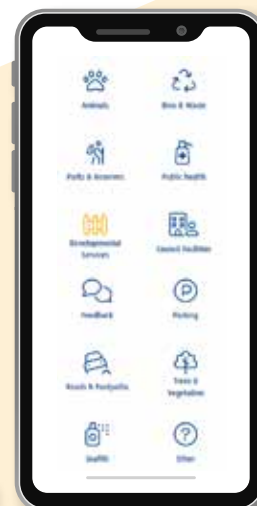 Animals
Bins & Waste
Parks & Reserves
Public health
Developmental
Services
Council Facilities
Feedback
Parking
Roads & Footpaths
Trees &
Vegetation
Graffiti
Other